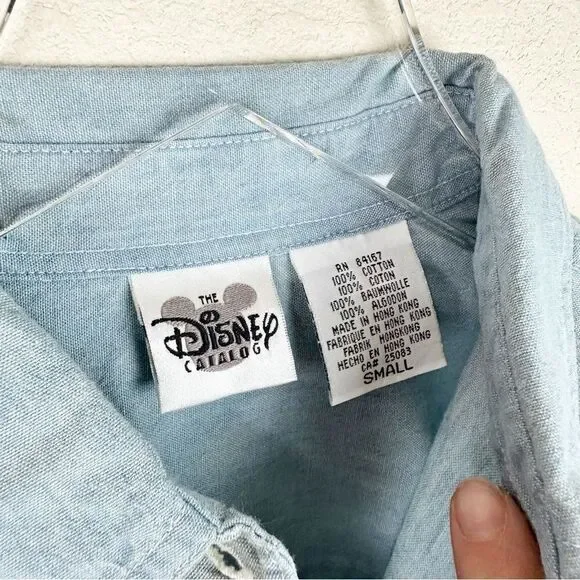 THE
DISNEY
CATALOG
RN 84167
100% COTTON
100% COTON
100% BAUMWOLLE
100% ALGODON
MADE IN HONG KONG
FABRIQUE EN HONG KONG
FABRIK HONGKONG
HECHO EN HONG KONG
CA# 25083
SMALL